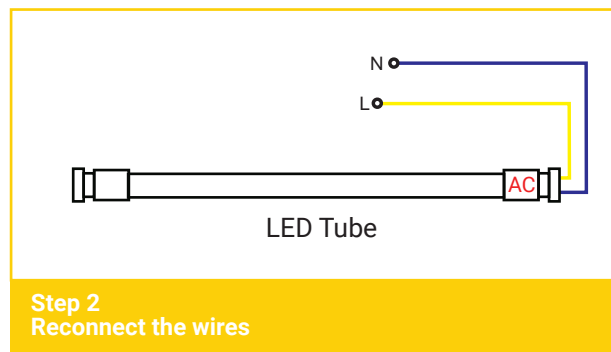 N
L
AC
LED Tube
Step 2
Reconnect the wires